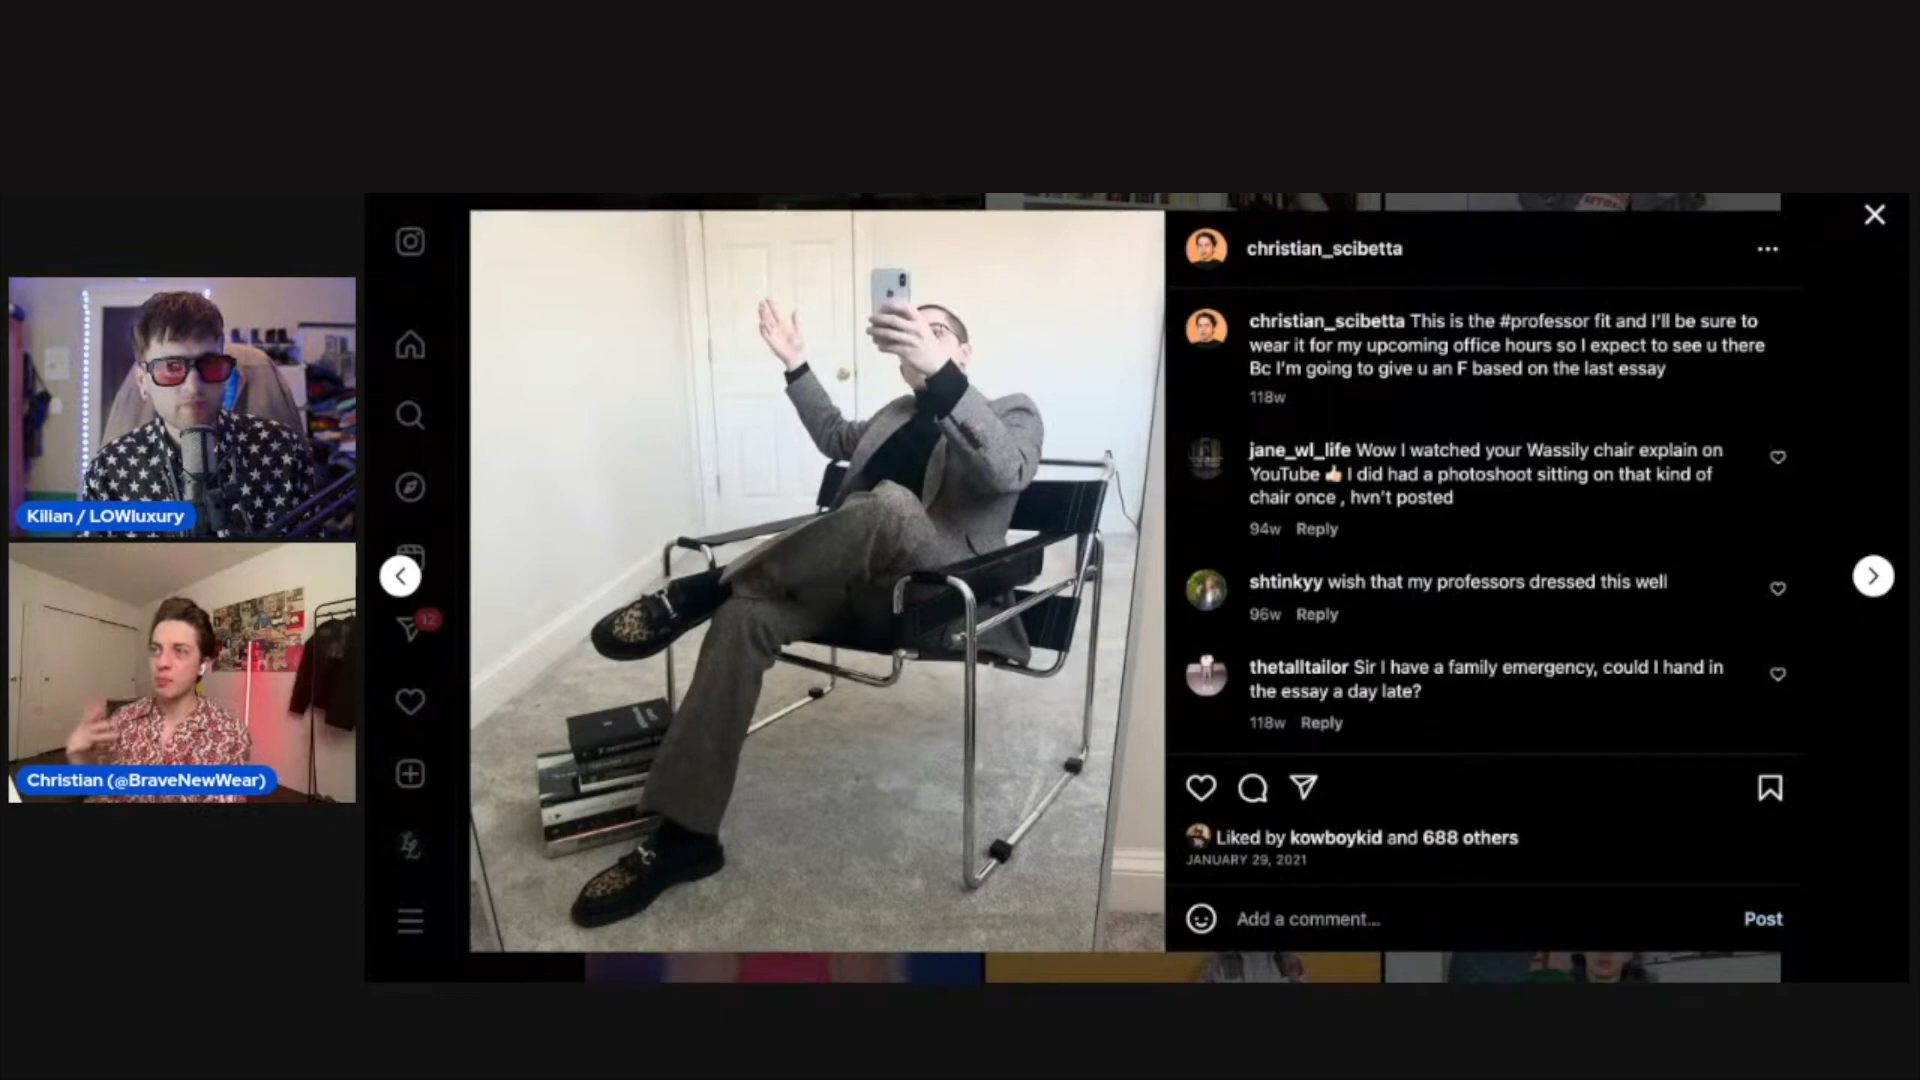 christian_scibetta
christian_scibetta This is the #professor fit and I'll be sure to
wear it for my upcoming office hours so I expect to see u there
Bc I'm going to give u an F based on the last essay
118w
jane_wl_life Wow I watched your Wassily chair explain on
YouTube 👍🏻 I did had a photoshoot sitting on that kind of
chair once , hvn't posted
94w Reply
shtinkyy wish that my professors dressed this well
96w Reply
thetalltailor Sir I have a family emergency, could I hand in
the essay a day late?
118w Reply
Liked by kowboykid and 688 others
JANUARY 29, 2021
Add a comment...
Post
12
Kilian / LOWluxury
Christian (@BraveNewWear)